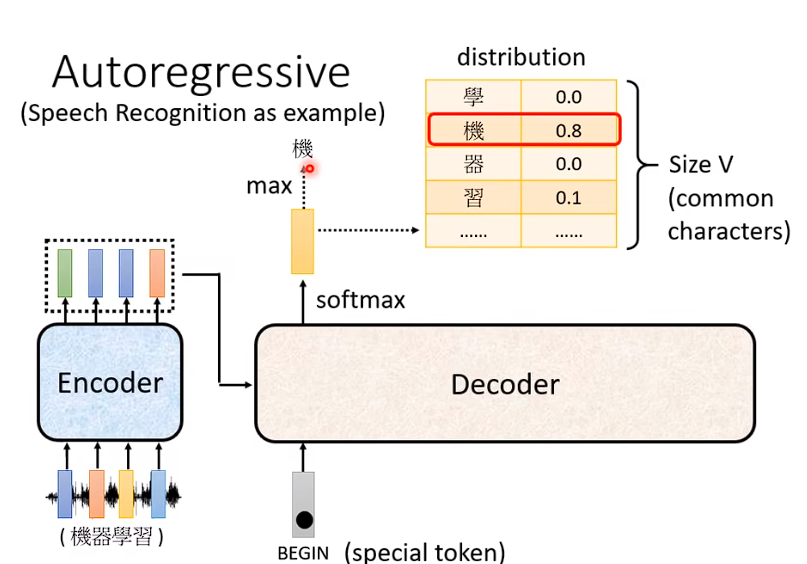 Autoregressive
(Speech Recognition as example)
distribution
學 0.0
機 0.8
器 0.0
習 0.1
...... ......
Size V
(common
characters)
機
max
softmax
Encoder
Decoder
(機器學習)
BEGIN (special token)